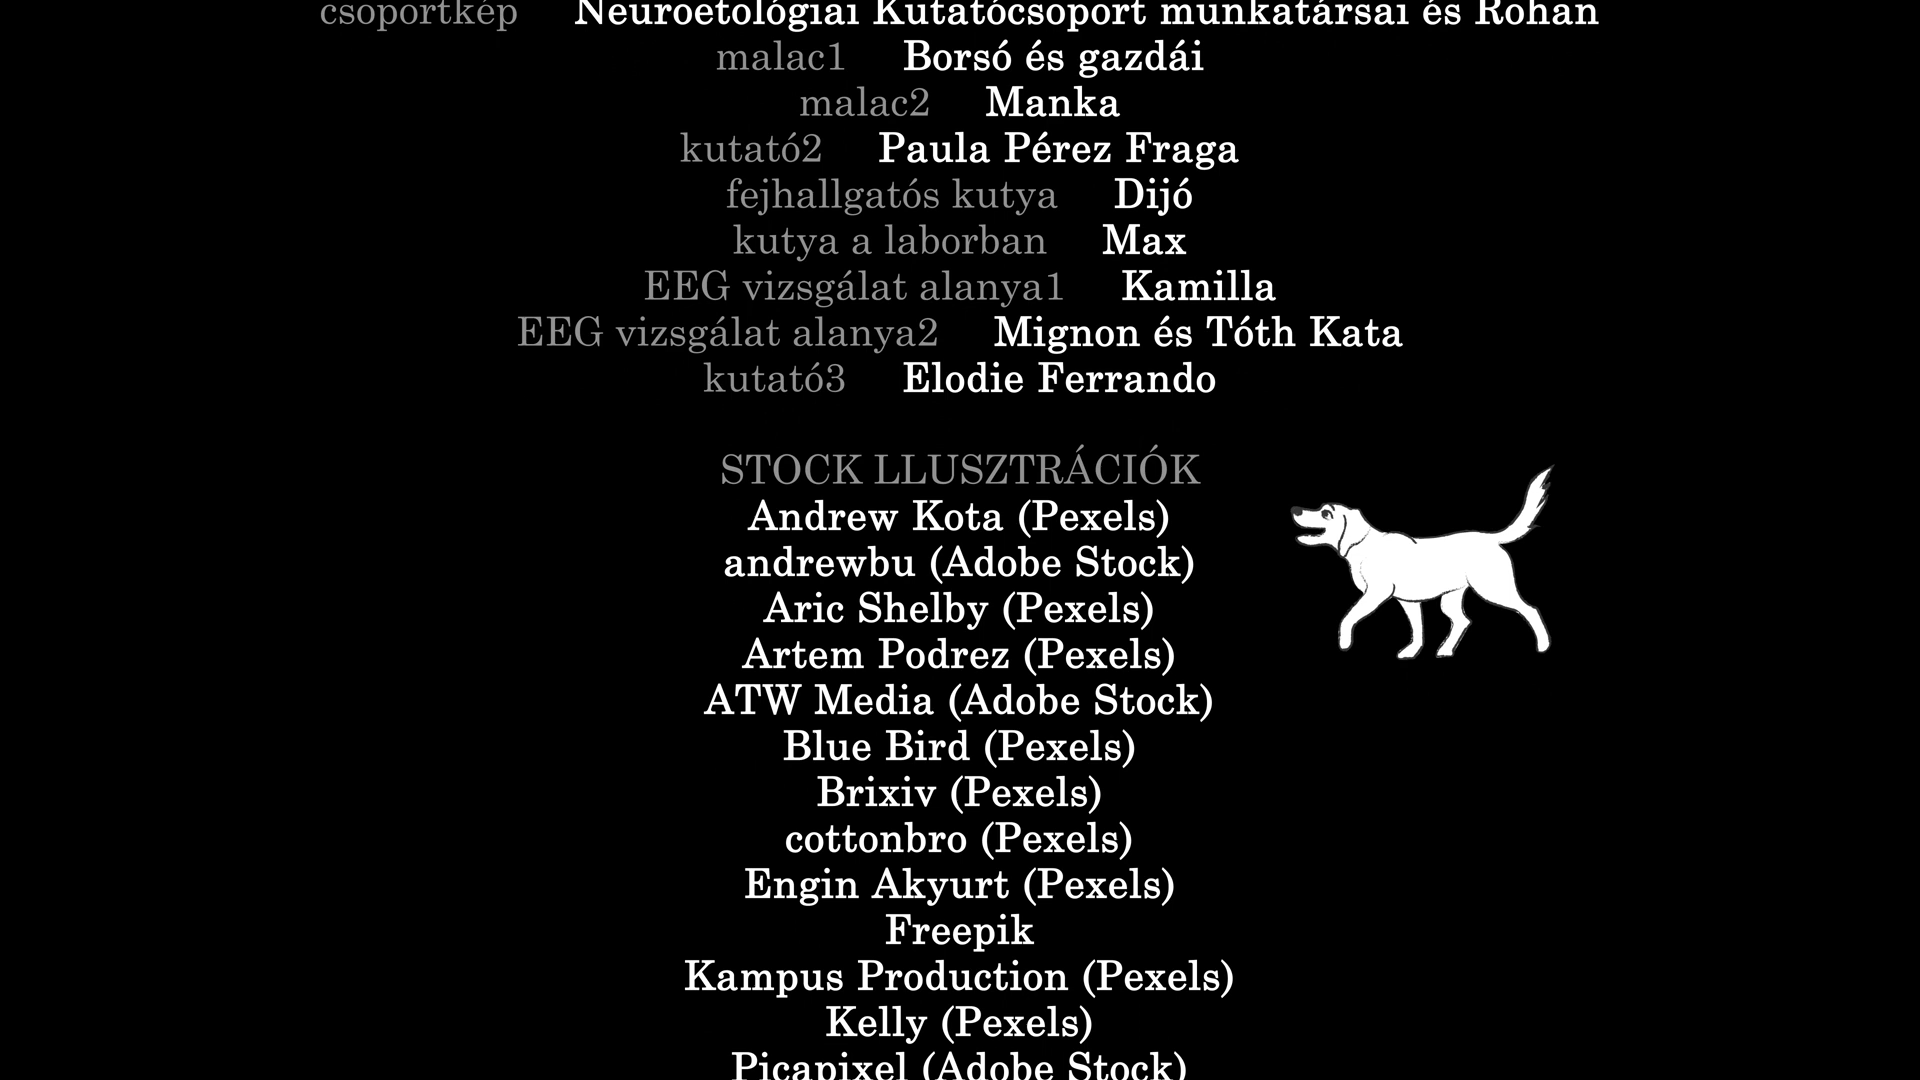 csoportkép Neuroetológiai Kutatócsoport munkatársai és Rohan
malac1 Borsó és gazdái
malac2 Manka
kutató2 Paula Pérez Fraga
fejhallgatós kutya Dijó
kutya a laborban Max
EEG vizsgálat alanya1 Kamilla
EEG vizsgálat alanya2 Mignon és Tóth Kata
kutató3 Elodie Ferrando
STOCK LLUSZTRÁCIÓK
Andrew Kota (Pexels)
andrewbu (Adobe Stock)
Aric Shelby (Pexels)
Artem Podrez (Pexels)
ATW Media (Adobe Stock)
Blue Bird (Pexels)
Brixiv (Pexels)
cottonbro (Pexels)
Engin Akyurt (Pexels)
Freepik
Kampus Production (Pexels)
Kelly (Pexels)
Picapixel (Adobe Stock)